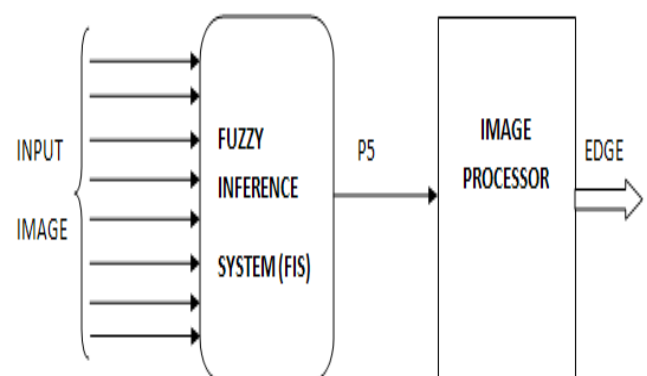 INPUT
IMAGE
FUZZY
INFERENCE
SYSTEM (FIS)
P5
IMAGE
PROCESSOR
EDGE